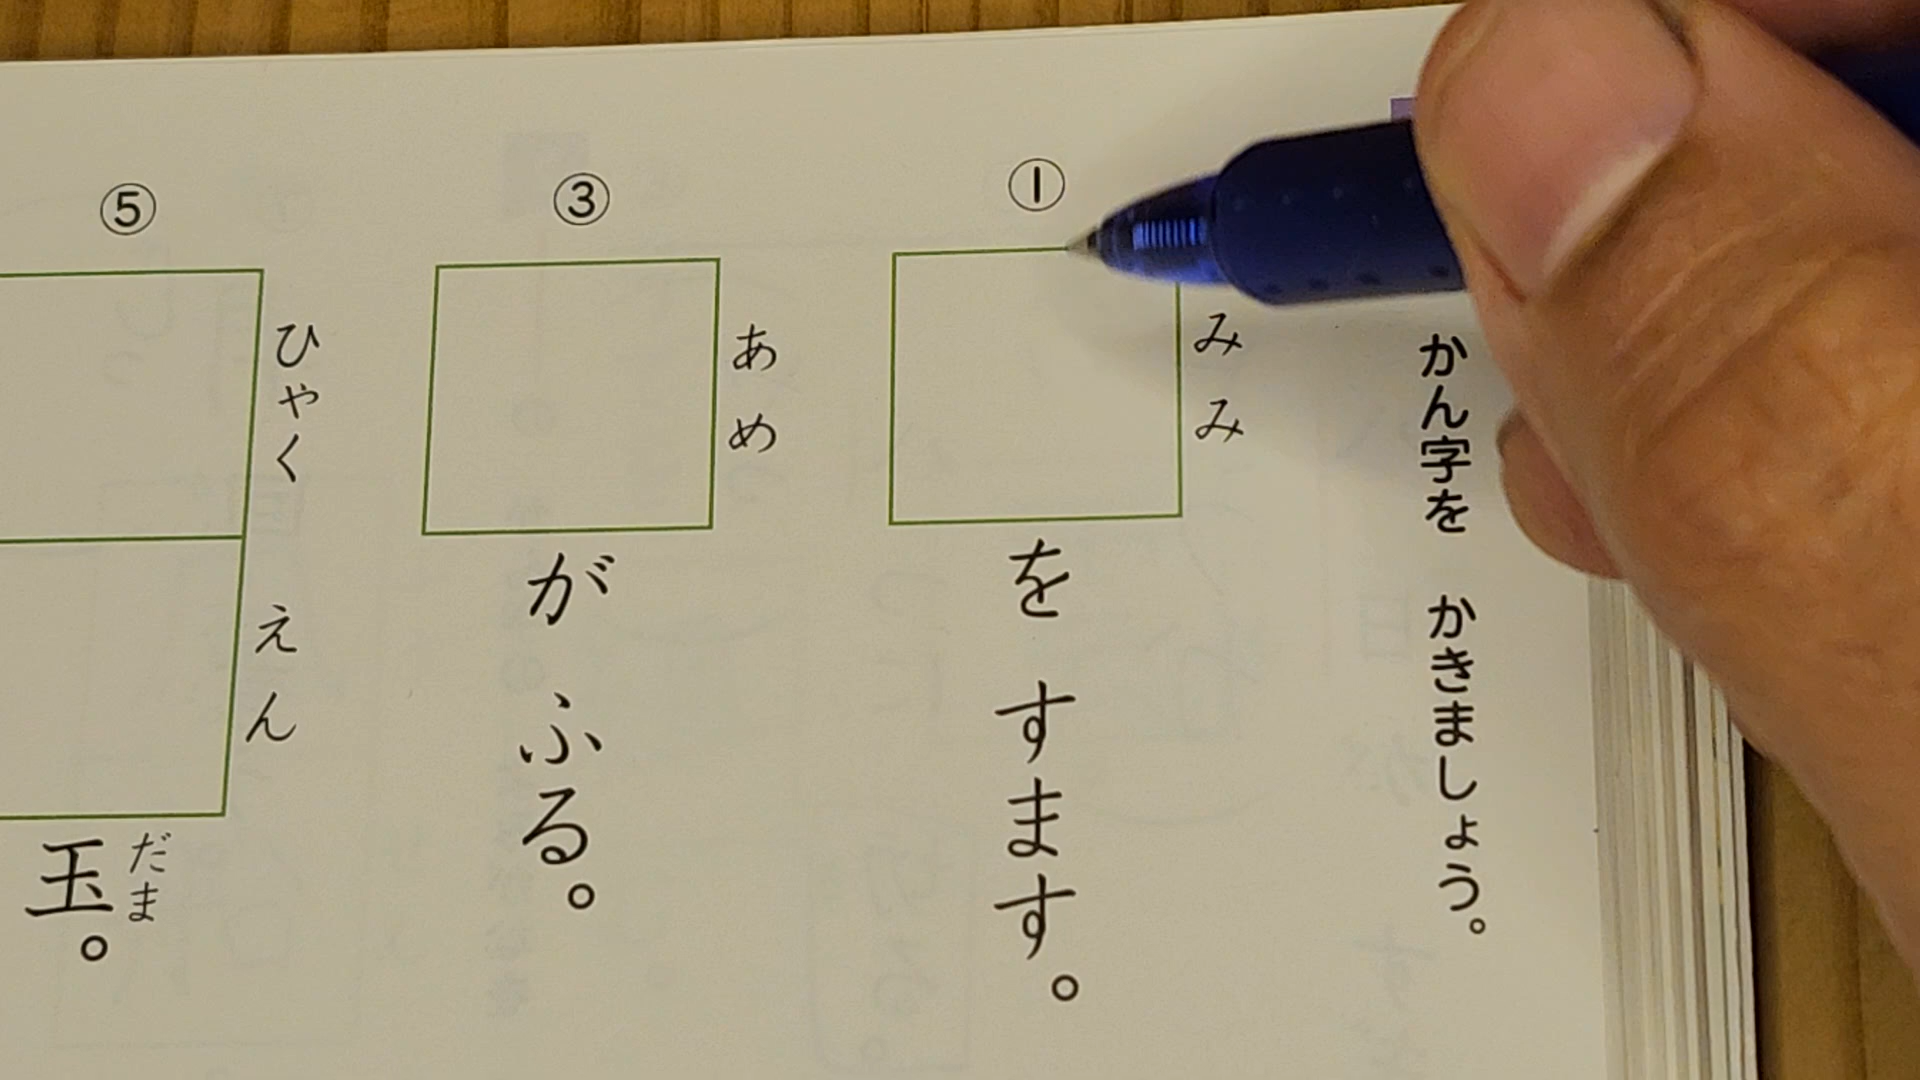 かん字を かきましょう。
①
みみ
を すます。
③
あめ
が ふる。
⑤
ひゃく えん
だま
玉。